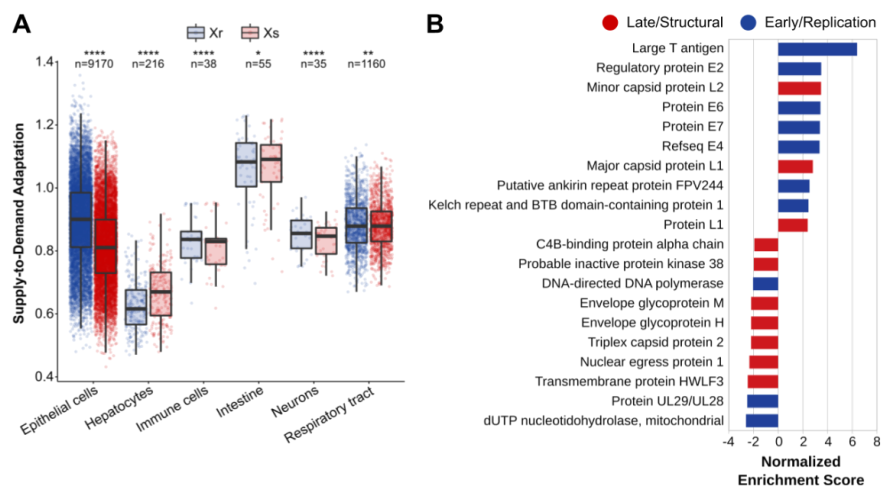 A
Xr
Xs
**** **** **** * **** **
n=9170 n=216 n=38 n=55 n=35 n=1160
Supply-to-Demand Adaptation
1.4
1.2
1.0
0.8
0.6
0.4
Epithelial cells
Hepatocytes
Immune cells
Intestine
Neurons
Respiratory tract
B
Late/Structural
Early/Replication
Large T antigen
Regulatory protein E2
Minor capsid protein L2
Protein E6
Protein E7
Refseq E4
Major capsid protein L1
Putative ankirin repeat protein FPV244
Kelch repeat and BTB domain-containing protein 1
Protein L1
C4B-binding protein alpha chain
Probable inactive protein kinase 38
DNA-directed DNA polymerase
Envelope glycoprotein M
Envelope glycoprotein H
Triplex capsid protein 2
Nuclear egress protein 1
Transmembrane protein HWLF3
Protein UL29/UL28
dUTP nucleotidohydrolase, mitochondrial
-4 -2 0 2 4 6 8
Normalized
Enrichment Score